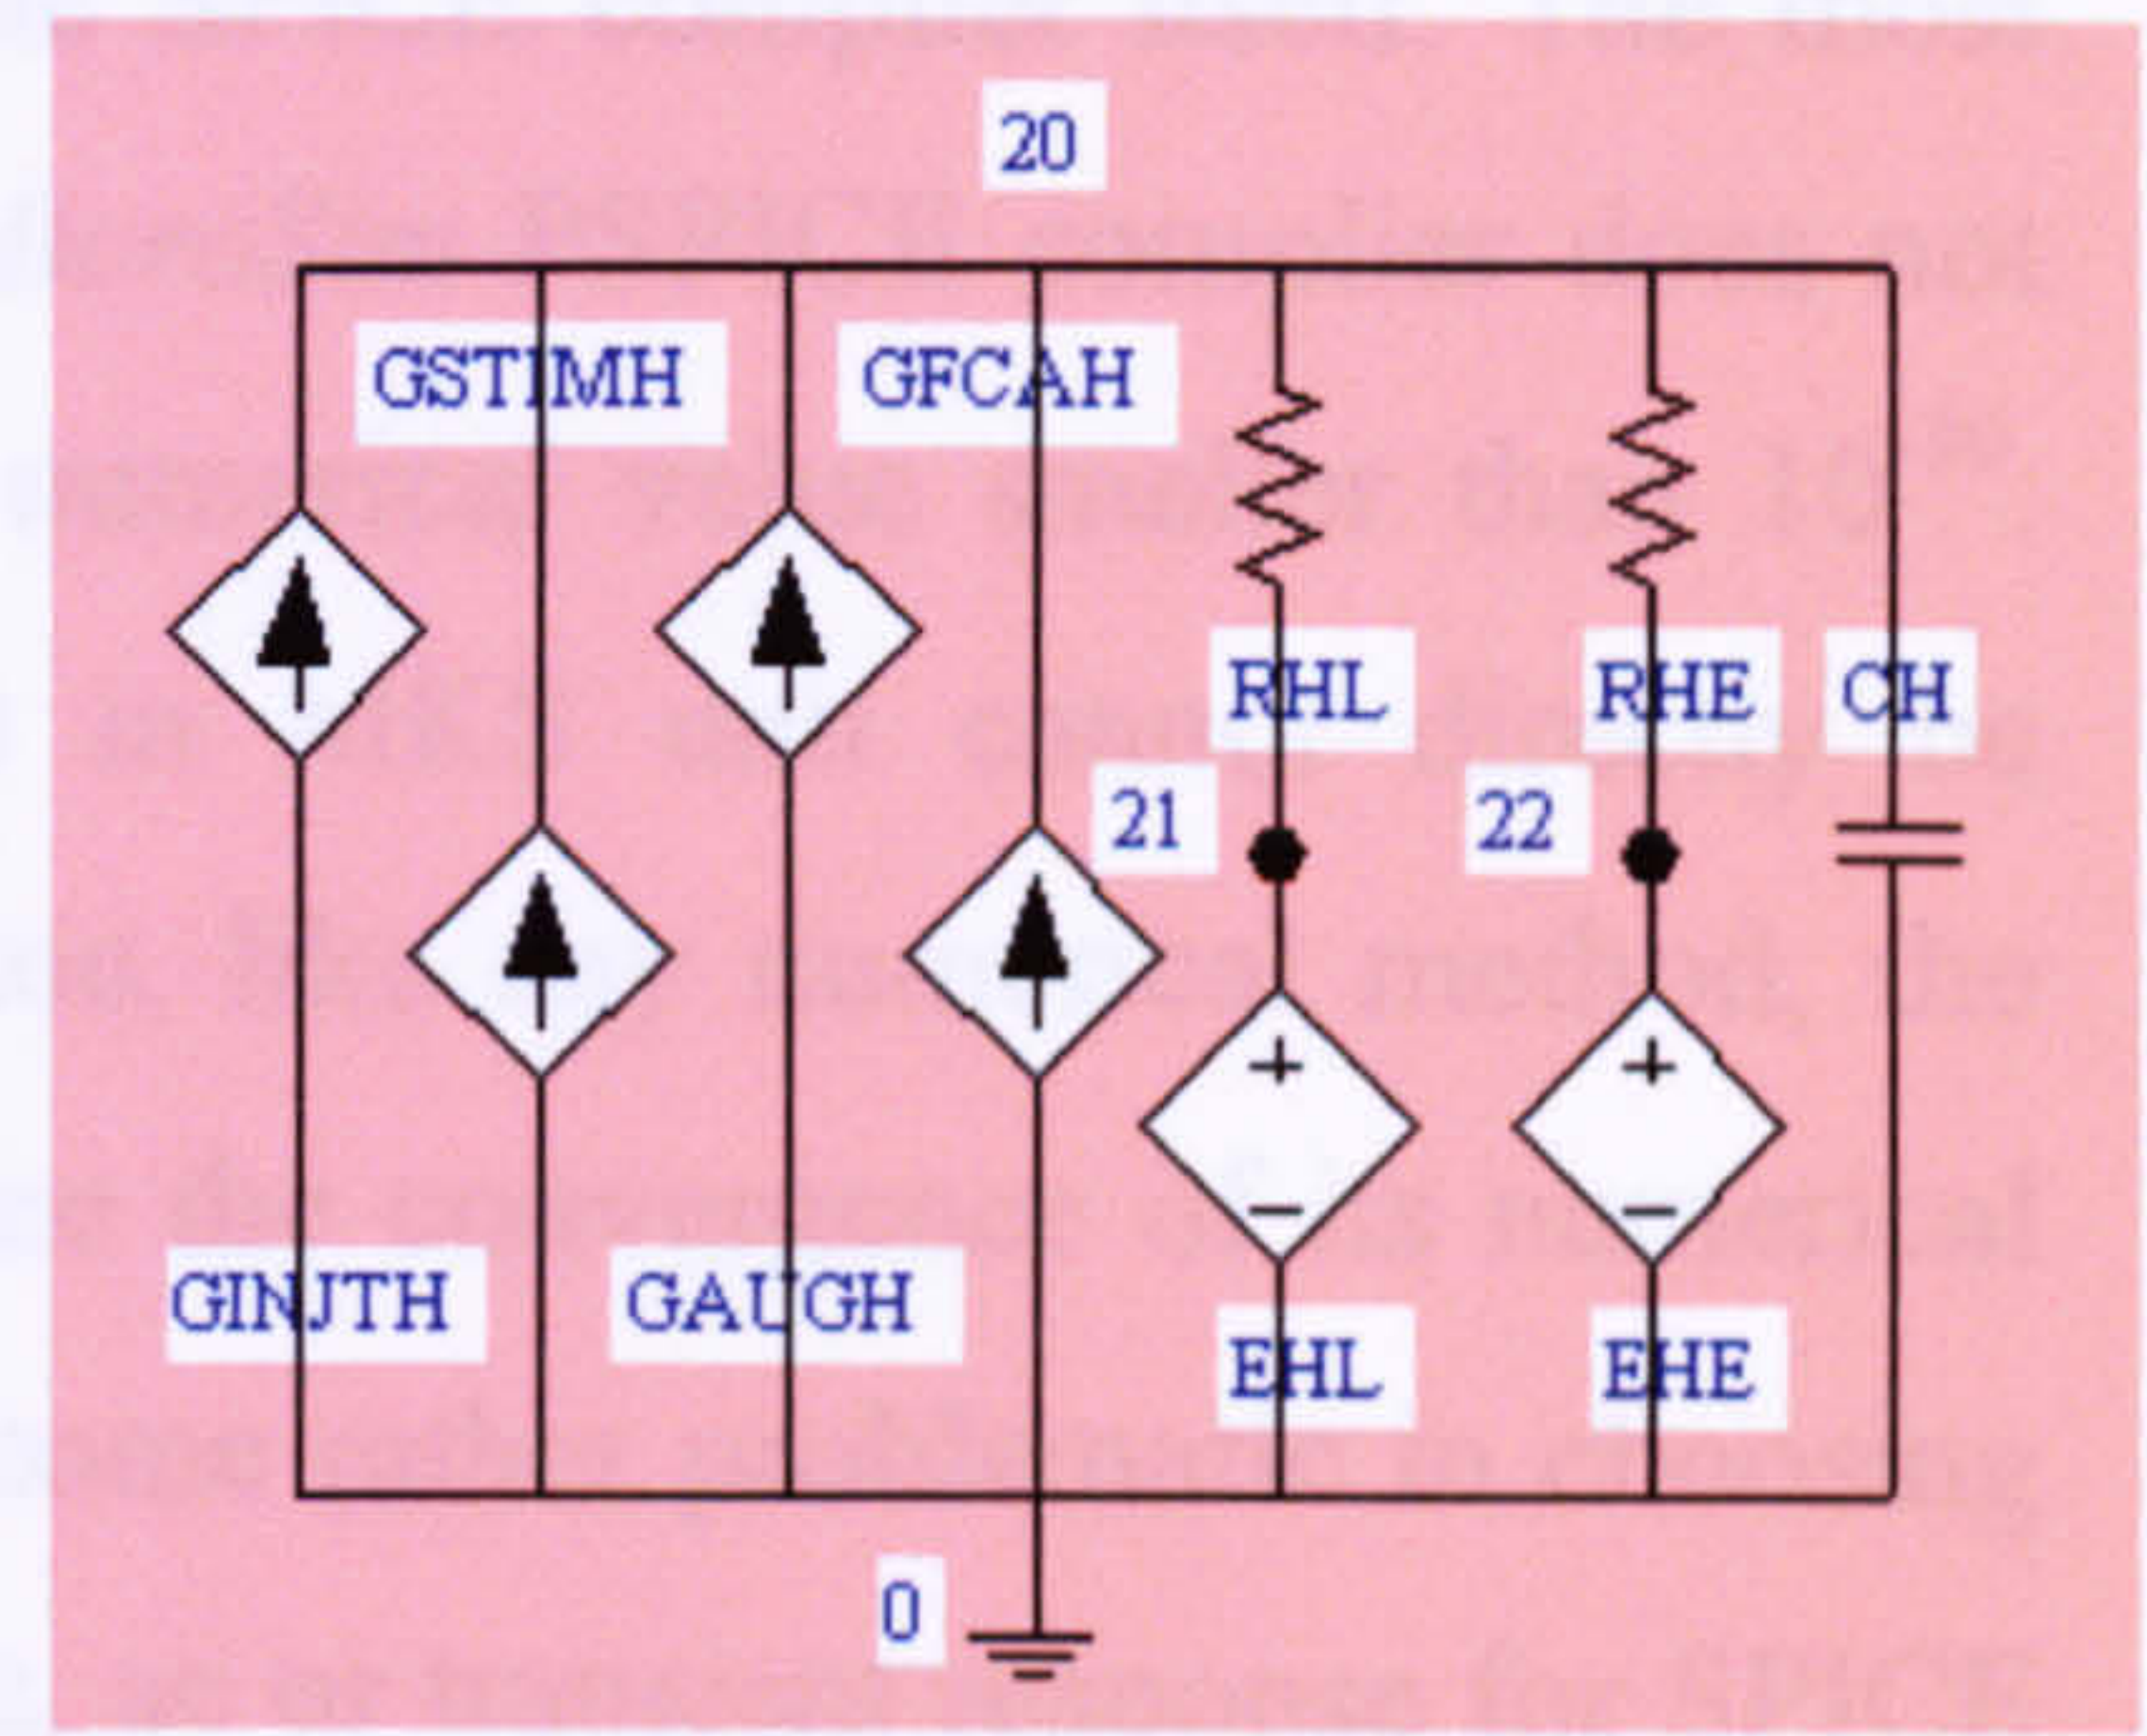 20
GSTIMH GFCAH
RHL RHE CH
21 22
GINJTH GAUGH
EHL EHE
0
+ +
− −